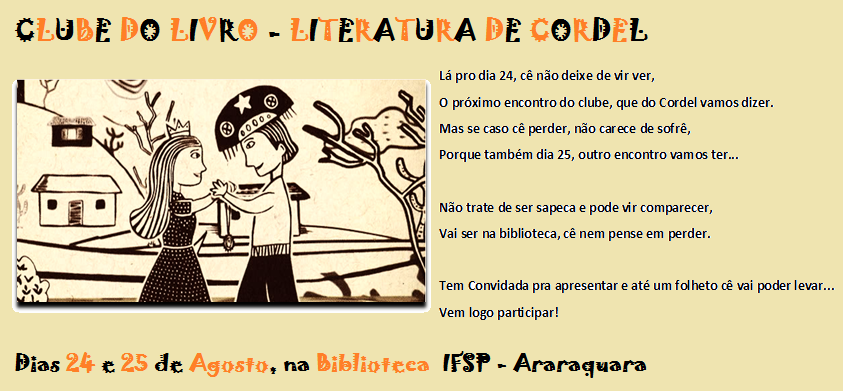 CLUBE DO LIVRO - LITERATURA DE CORDEL
Lá pro dia 24, cê não deixe de vir ver,
O próximo encontro do clube, que do Cordel vamos dizer.
Mas se caso cê perder, não carece de sofrê,
Porque também dia 25, outro encontro vamos ter...
Não trate de ser sapeca e pode vir comparecer,
Vai ser na biblioteca, cê nem pense em perder.
Tem Convidada pra apresentar e até um folheto cê vai poder levar...
Vem logo participar!
Dias 24 e 25 de Agosto, na Biblioteca IFSP - Araraquara